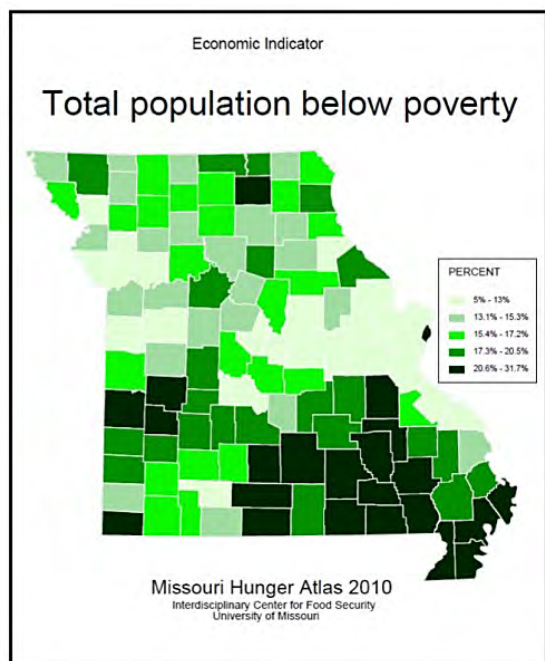 Economic Indicator
Total population below poverty
PERCENT
5% - 13%
13.1% - 15.3%
15.4% - 17.2%
17.3% - 20.5%
20.6% - 31.7%
Missouri Hunger Atlas 2010
Interdisciplinary Center for Food Security
University of Missouri